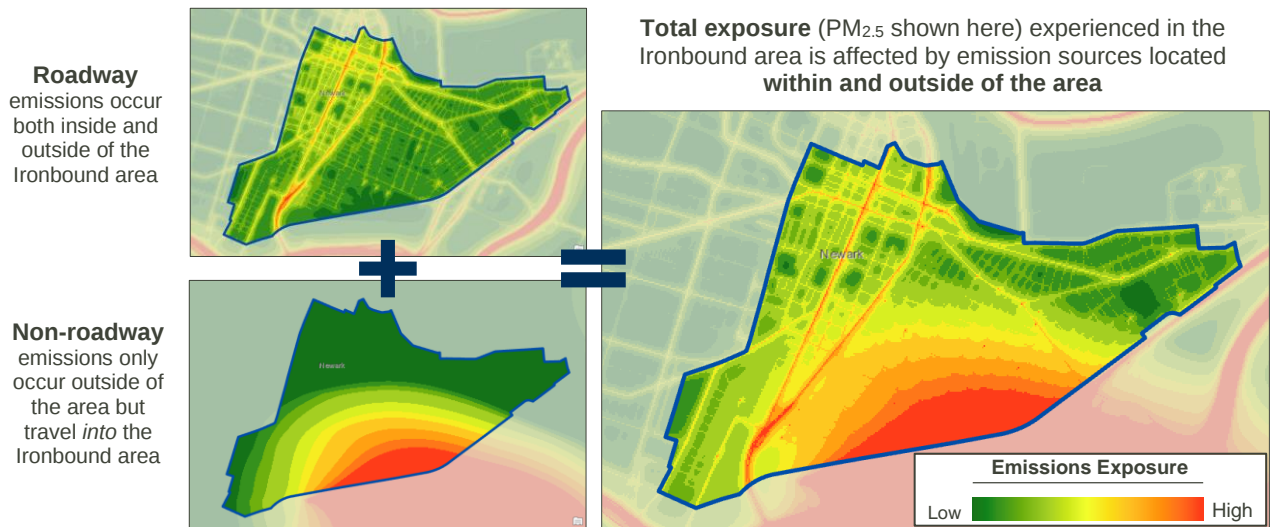 Roadway
emissions occur
both inside and
outside of the
Ironbound area
Non-roadway
emissions only
occur outside of
the area but
travel into the
Ironbound area
Total exposure (PM2.5 shown here) experienced in the
Ironbound area is affected by emission sources located
within and outside of the area
Newark
Newark
Newark
Emissions Exposure
Low
High